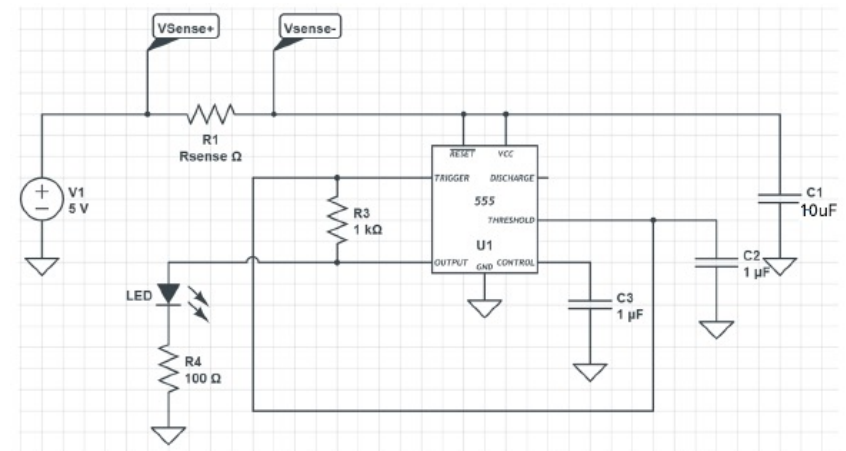 VSense+
Vsense-
R1
Rsense Ω
V1
5 V
RESET
VCC
TRIGGER
DISCHARGE
555
THRESHOLD
U1
OUTPUT
GND
CONTROL
R3
1 kΩ
C1
10uF
C2
1 µF
C3
1 µF
LED
R4
100 Ω